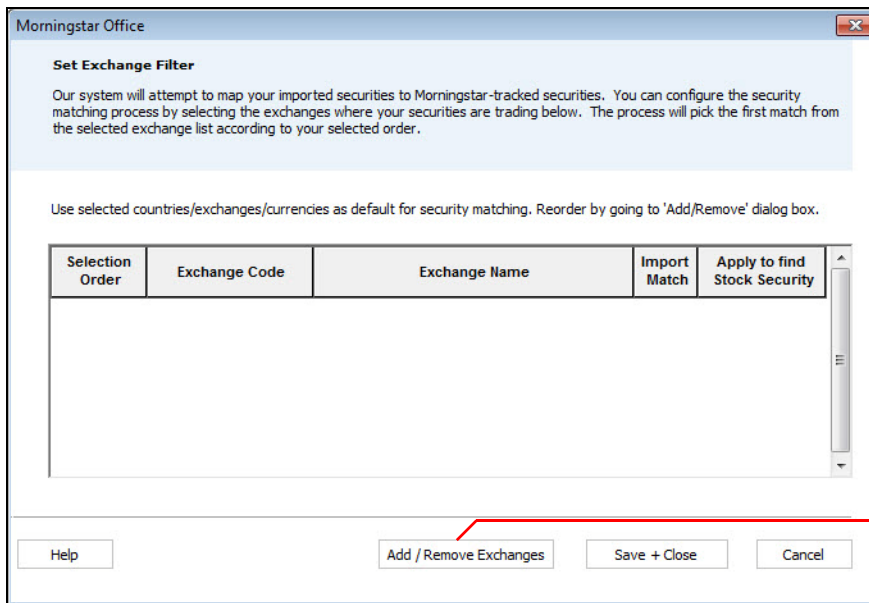 Morningstar Office
Set Exchange Filter
Our system will attempt to map your imported securities to Morningstar-tracked securities. You can configure the security
matching process by selecting the exchanges where your securities are trading below. The process will pick the first match from
the selected exchange list according to your selected order.
Use selected countries/exchanges/currencies as default for security matching. Reorder by going to 'Add/Remove' dialog box.
Selection Order
Exchange Code
Exchange Name
Import Match
Apply to find Stock Security
Help
Add / Remove Exchanges
Save + Close
Cancel